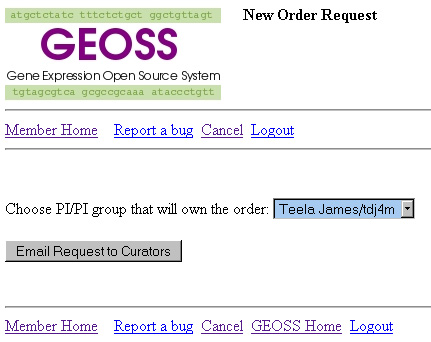 atgctctatc tttctctgct ggctgttagt
New Order Request
GEOSS
Gene Expression Open Source System
tgtagcgtca gcgccgcaaa ataccctgtt
Member Home Report a bug Cancel Logout
Choose PI/PI group that will own the order: Teela James/tdj4m
Email Request to Curators
Member Home Report a bug Cancel GEOSS Home Logout